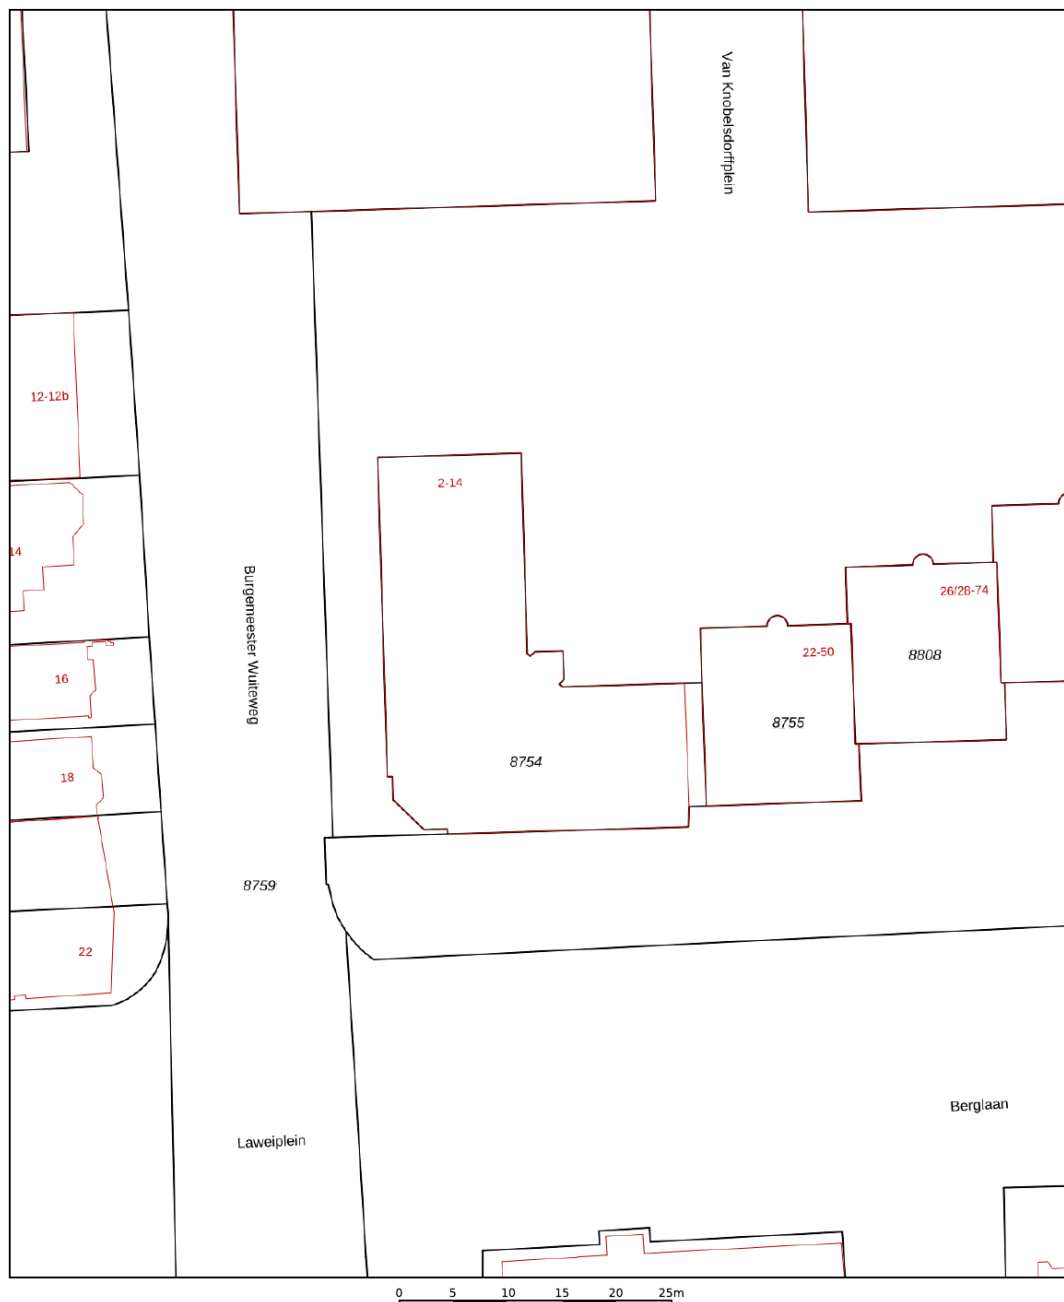 Van Knobelsdorffplein
12-12b
2-14
14
Burgemeester Wuiteweg
26/28-74
22-50
8808
16
8755
18
8754
8759
22
Berglaan
Laweiplein
0 5 10 15 20 25m